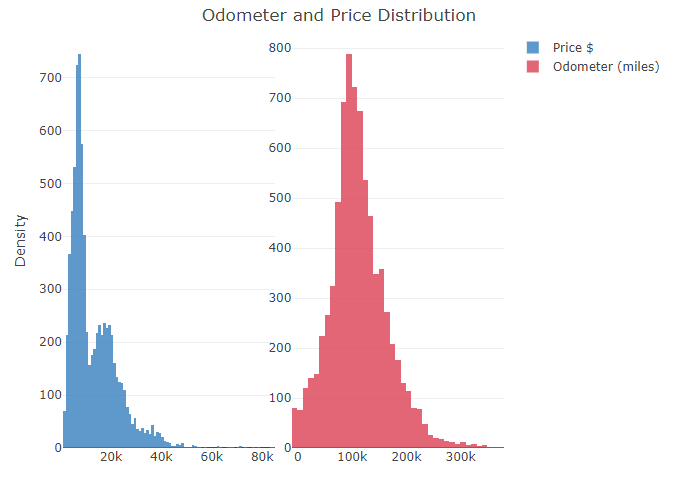 Odometer and Price Distribution
Price $
Odometer (miles)
Density
0
100
200
300
400
500
600
700
20k
40k
60k
80k
0
100
200
300
400
500
600
700
800
0
100k
200k
300k